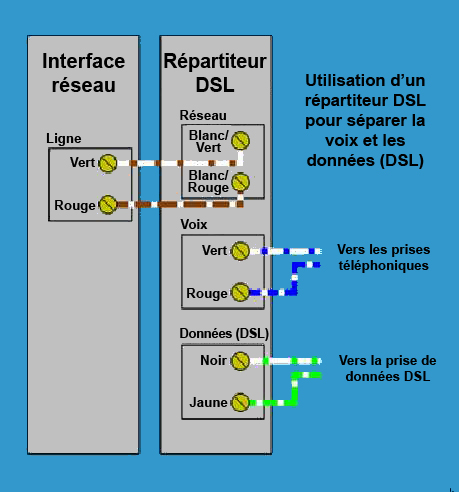 Interface
réseau
Répartiteur
DSL
Utilisation d'un
répartiteur DSL
pour séparer la
voix et les
données (DSL)
Ligne
Vert
Rouge
Réseau
Blanc/
Vert
Blanc/
Rouge
Voix
Vert
Rouge
Vers les prises
téléphoniques
Données (DSL)
Noir
Jaune
Vers la prise de
données DSL